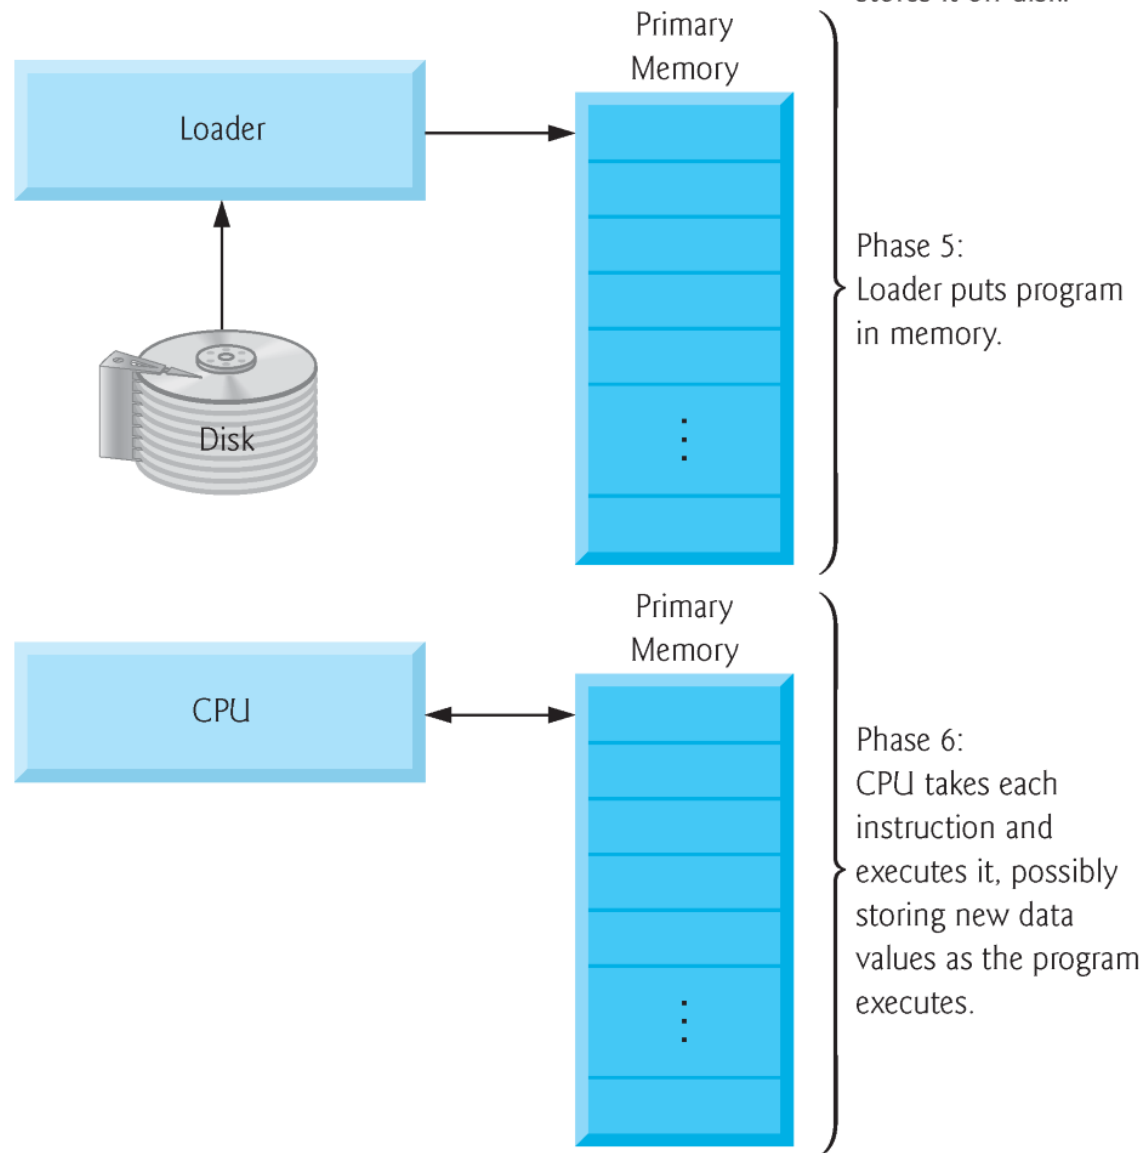 Primary
Memory
Loader
Phase 5:
Loader puts program
in memory.
Disk
Primary
Memory
CPU
Phase 6:
CPU takes each
instruction and
executes it, possibly
storing new data
values as the program
executes.